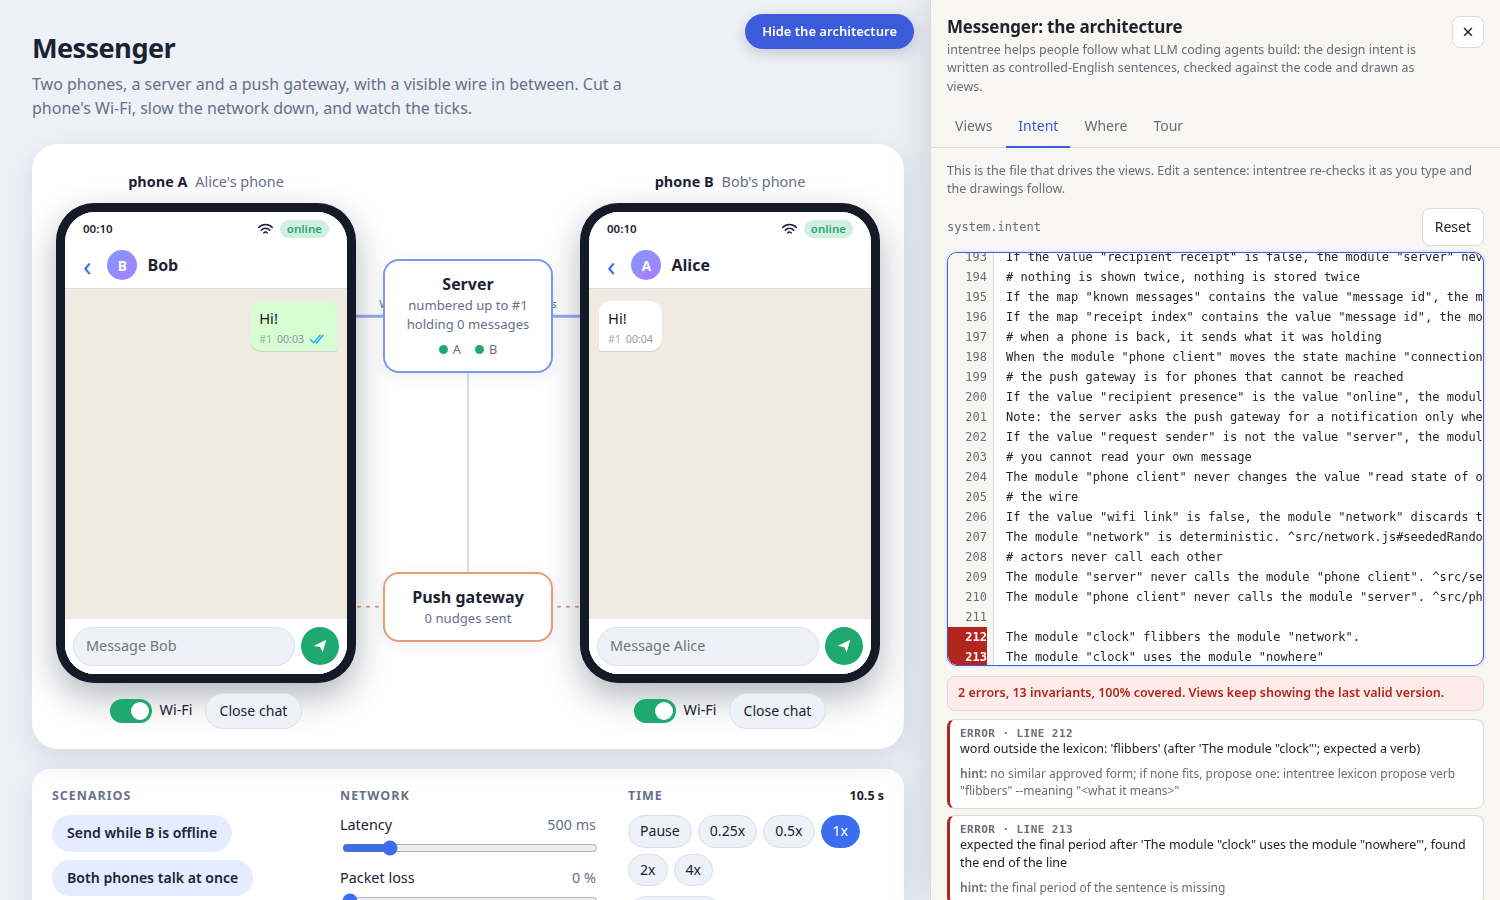 Messenger
Two phones, a server and a push gateway, with a visible wire in between. Cut a
phone's Wi-Fi, slow the network down, and watch the ticks.
Hide the architecture
phone A Alice's phone
00:10
online
B
Bob
Hi!
#1 00:03
Message Bob
Wi-Fi
Close chat
Server
numbered up to #1
holding 0 messages
A
B
Push gateway
0 nudges sent
phone B Bob's phone
00:10
online
A
Alice
Hi!
#1 00:04
Message Alice
Wi-Fi
Close chat
SCENARIOS
Send while B is offline
Both phones talk at once
NETWORK
Latency 500 ms
Packet loss 0 %
TIME 10.5 s
Pause 0.25x 0.5x 1x
2x 4x
Messenger: the architecture
intentree helps people follow what LLM coding agents build: the design intent is
written as controlled-English sentences, checked against the code and drawn as
views.
Views Intent Where Tour
This is the file that drives the views. Edit a sentence: intentree re-checks it as you type and
the drawings follow.
system.intent
Reset
193 If the value "recipient receipt" is false, the module "server" nev
194 # nothing is shown twice, nothing is stored twice
195 If the map "known messages" contains the value "message id", the m
196 If the map "receipt index" contains the value "message id", the mo
197 # when a phone is back, it sends what it was holding
198 When the module "phone client" moves the state machine "connection
199 # the push gateway is for phones that cannot be reached
200 If the value "recipient presence" is the value "online", the modul
201 Note: the server asks the push gateway for a notification only whe
202 If the value "request sender" is not the value "server", the modul
203 # you cannot read your own message
204 The module "phone client" never changes the value "read state of o
205 # the wire
206 If the value "wifi link" is false, the module "network" discards t
207 The module "network" is deterministic. ^src/network.js#seededRando
208 # actors never call each other
209 The module "server" never calls the module "phone client". ^src/se
210 The module "phone client" never calls the module "server". ^src/ph
211
212 The module "clock" flibbers the module "network".
213 The module "clock" uses the module "nowhere"
2 errors, 13 invariants, 100% covered. Views keep showing the last valid version.
ERROR · LINE 212
word outside the lexicon: 'flibbers' (after 'The module "clock"'; expected a verb)
hint: no similar approved form; if none fits, propose one: intentree lexicon propose verb
"flibbers" --meaning "<what it means>"
ERROR · LINE 213
expected the final period after 'The module "clock" uses the module "nowhere"', found
the end of the line
hint: the final period of the sentence is missing